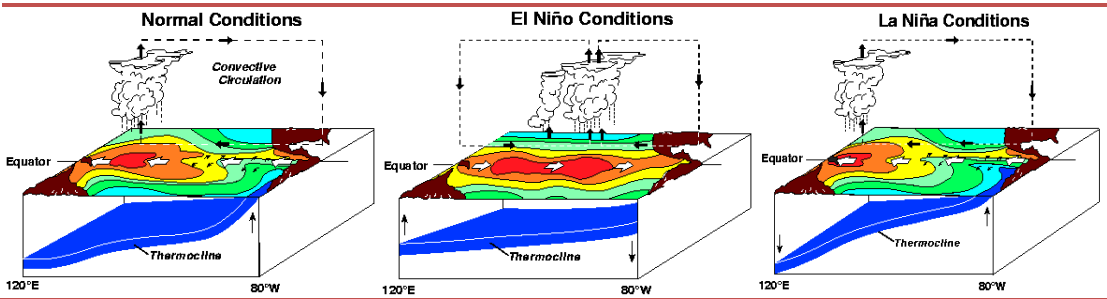 Normal Conditions
Convective
Circulation
Equator
Thermocline
120°E
80°W
El Niño Conditions
Equator
Thermocline
120°E
80°W
La Niña Conditions
Equator
Thermocline
120°E
80°W